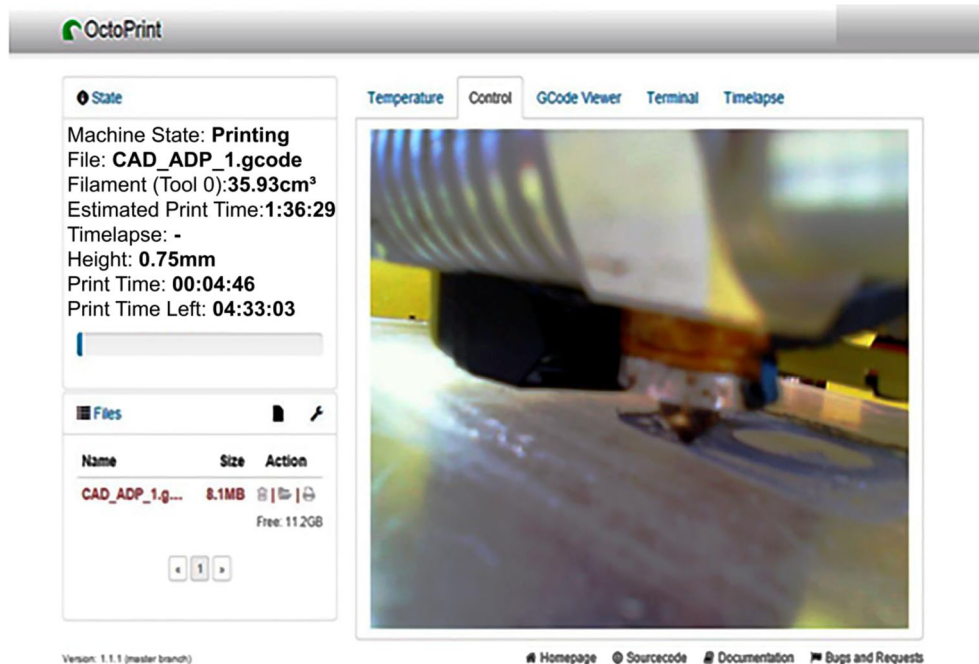 OctoPrint
State
Machine State: Printing
File: CAD_ADP_1.gcode
Filament (Tool 0):35.93cm³
Estimated Print Time:1:36:29
Timelapse: -
Height: 0.75mm
Print Time: 00:04:46
Print Time Left: 04:33:03
Files
Name Size Action
CAD_ADP_1.g... 8.1MB | |
Free: 11.2GB
« 1 »
Temperature Control GCode Viewer Terminal Timelapse
Version: 1.1.1 (master branch)
Homepage Sourcecode Documentation Bugs and Requests